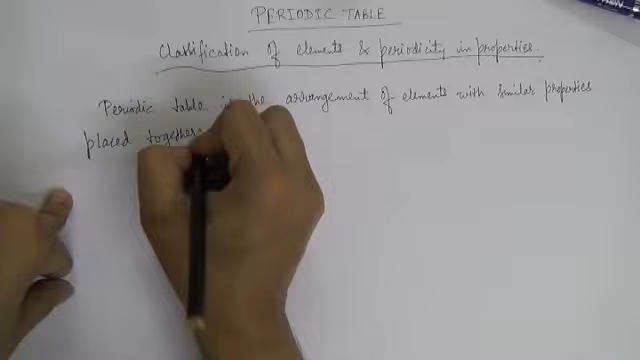 PERIODIC TABLE
Classification of elements & periodicity in properties.
Periodic table is the arrangement of elements with similar properties
placed together